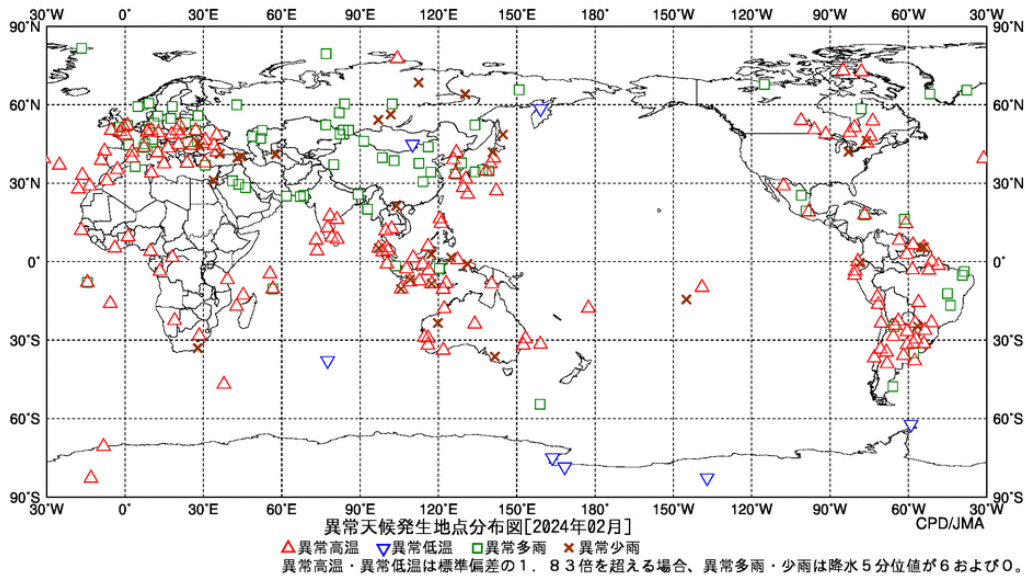 30°W 0° 30°E 60°E 90°E 120°E 150°E 180° 150°W 120°W 90°W 60°W 30°W
90°N 90°N
60°N 60°N
30°N 30°N
0° 0°
30°S 30°S
60°S 60°S
90°S 90°S
30°W 0° 30°E 60°E 90°E 120°E 150°E 180° 150°W 120°W 90°W 60°W 30°W
異常天候発生地点分布図[2024年02月]
CPD/JMA
異常高温 異常低温 異常多雨 異常少雨
異常高温・異常低温は標準偏差の1.83倍を超える場合、異常多雨・少雨は降水5分位値が6および0。